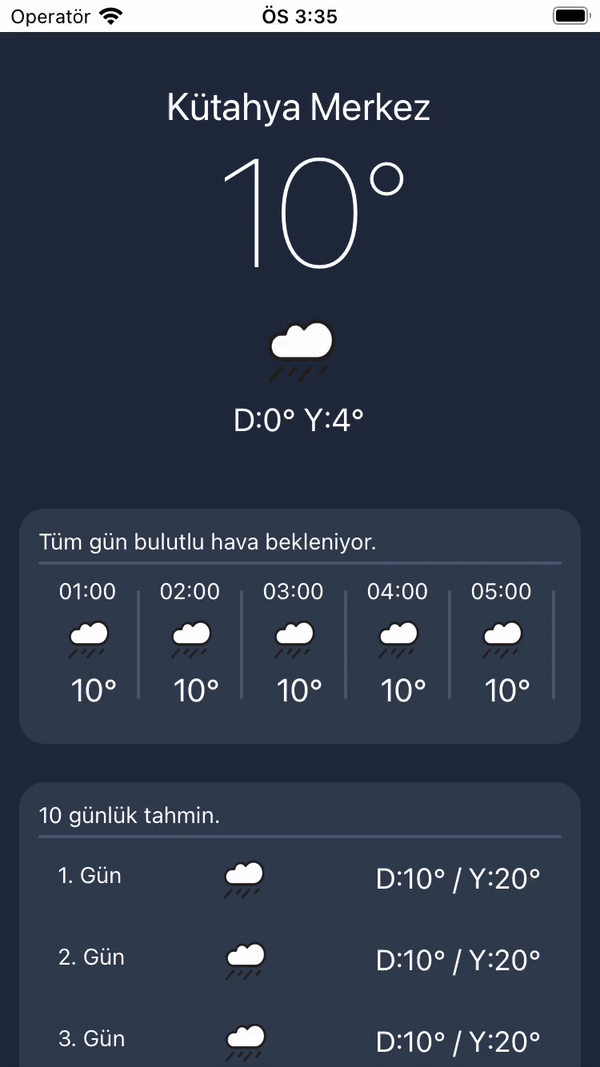 Operatör ÖS 3:35
Kütahya Merkez
10°
D:0° Y:4°
Tüm gün bulutlu hava bekleniyor.
01:00 02:00 03:00 04:00 05:00
10° 10° 10° 10° 10°
10 günlük tahmin.
1. Gün D:10° / Y:20°
2. Gün D:10° / Y:20°
3. Gün D:10° / Y:20°